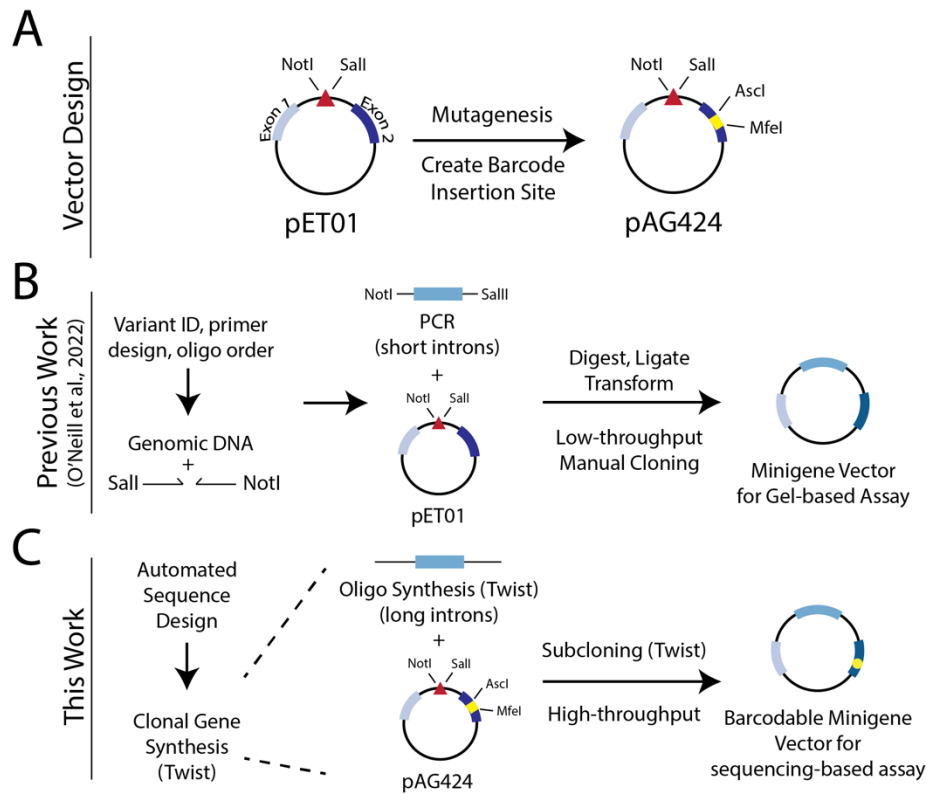 A
Vector Design
NotI
SalI
Exon 1
Exon 2
pET01
Mutagenesis
Create Barcode
Insertion Site
NotI
SalI
AscI
MfeI
pAG424
B
Previous Work
(O'Neill et al., 2022)
Variant ID, primer
design, oligo order
Genomic DNA
+
SalI
NotI
NotI
SalII
PCR
(short introns)
+
NotI
SalI
pET01
Digest, Ligate
Transform
Low-throughput
Manual Cloning
Minigene Vector
for Gel-based Assay
C
This Work
Automated
Sequence
Design
Clonal Gene
Synthesis
(Twist)
Oligo Synthesis (Twist)
(long introns)
+
NotI
SalI
AscI
MfeI
pAG424
Subcloning (Twist)
High-throughput
Barcodable Minigene
Vector for
sequencing-based assay